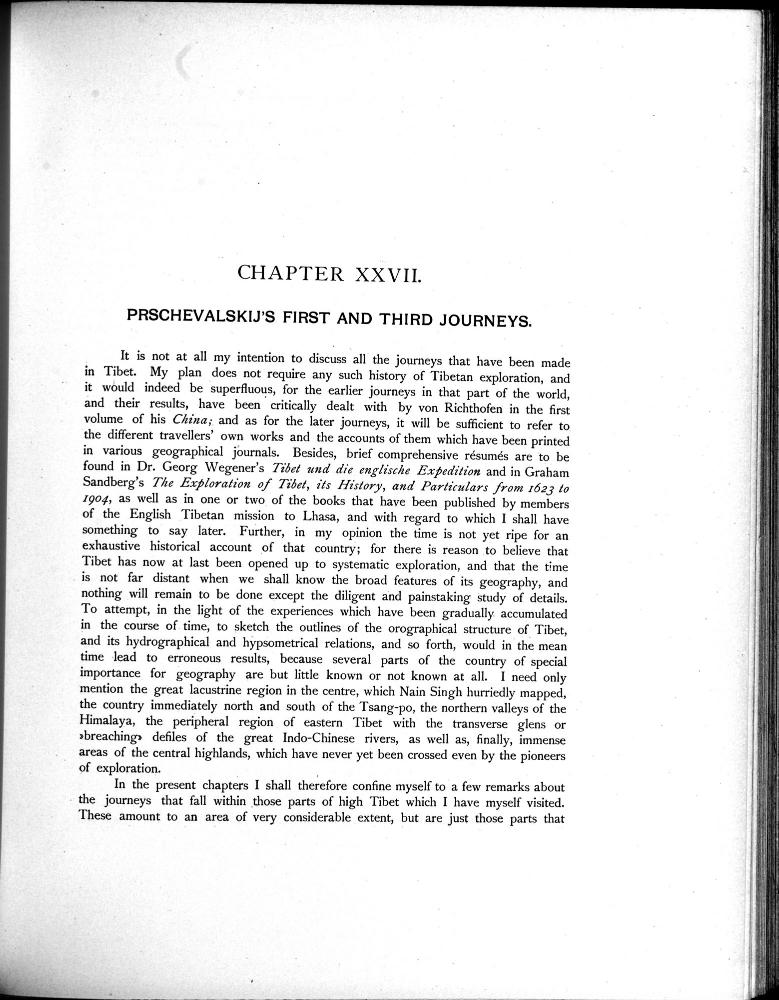 CHAPTER XXVII.
PRSCHEVALSKIJ'S FIRST AND THIRD JOURNEYS.
It is not at all my intention to discuss all the journeys that have been made
in Tibet. My plan does not require any such history of Tibetan exploration, and
it would indeed be superfluous, for the earlier journeys in that part of the world,
and their results, have been critically dealt with by von Richthofen in the first
volume of his China; and as for the later journeys, it will be sufficient to refer to
the different travellers' own works and the accounts of them which have been printed
in various geographical journals. Besides, brief comprehensive résumés are to be
found in Dr. Georg Wegener's Tibet und die englische Expedition and in Graham
Sandberg's The Exploration of Tibet, its History, and Particulars from 1623 to
1904, as well as in one or two of the books that have been published by members
of the English Tibetan mission to Lhasa, and with regard to which I shall have
something to say later. Further, in my opinion the time is not yet ripe for an
exhaustive historical account of that country; for there is reason to believe that
Tibet has now at last been opened up to systematic exploration, and that the time
is not far distant when we shall know the broad features of its geography, and
nothing will remain to be done except the diligent and painstaking study of details.
To attempt, in the light of the experiences which have been gradually accumulated
in the course of time, to sketch the outlines of the orographical structure of Tibet,
and its hydrographical and hypsometrical relations, and so forth, would in the mean
time lead to erroneous results, because several parts of the country of special
importance for geography are but little known or not known at all. I need only
mention the great lacustrine region in the centre, which Nain Singh hurriedly mapped,
the country immediately north and south of the Tsang-po, the northern valleys of the
Himalaya, the peripheral region of eastern Tibet with the transverse glens or
»breaching» defiles of the great Indo-Chinese rivers, as well as, finally, immense
areas of the central highlands, which have never yet been crossed even by the pioneers
of exploration.
In the present chapters I shall therefore confine myself to a few remarks about
the journeys that fall within those parts of high Tibet which I have myself visited.
These amount to an area of very considerable extent, but are just those parts that